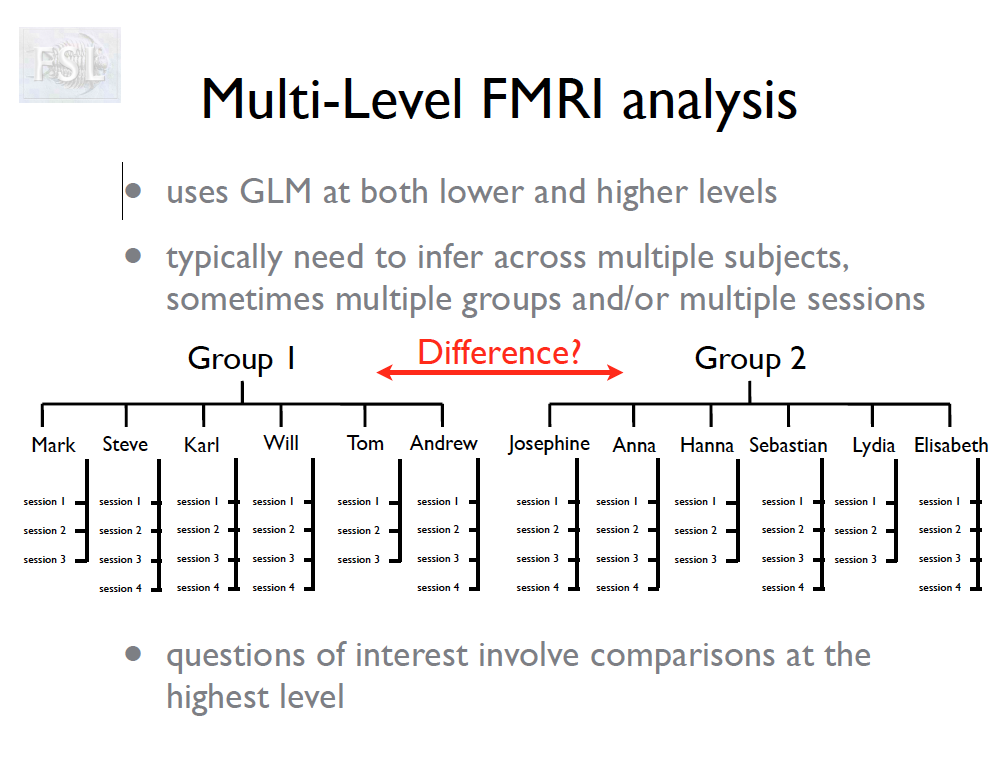 FSL
Multi-Level FMRI analysis
• uses GLM at both lower and higher levels
• typically need to infer across multiple subjects,
sometimes multiple groups and/or multiple sessions
Group 1 Difference? Group 2
Mark Steve Karl Will Tom Andrew Josephine Anna Hanna Sebastian Lydia Elisabeth
session 1 session 1 session 1 session 1 session 1 session 1 session 1 session 1 session 1 session 1 session 1 session 1
session 2 session 2 session 2 session 2 session 2 session 2 session 2 session 2 session 2 session 2 session 2 session 2
session 3 session 3 session 3 session 3 session 3 session 3 session 3 session 3 session 3 session 3 session 3 session 3
session 4 session 4 session 4 session 4 session 4 session 4 session 4 session 4
• questions of interest involve comparisons at the
highest level